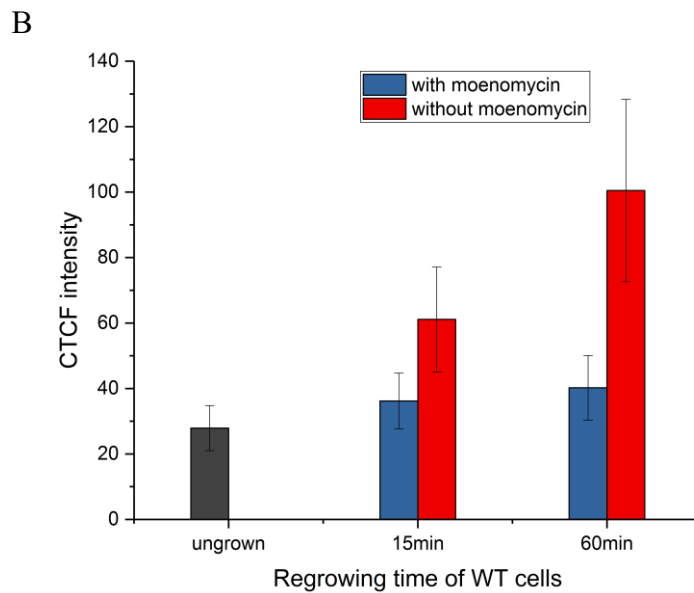 B
140
120
100
80
60
40
20
0
CTCF intensity
with moenomycin
without moenomycin
ungrown
15min
60min
Regrowing time of WT cells